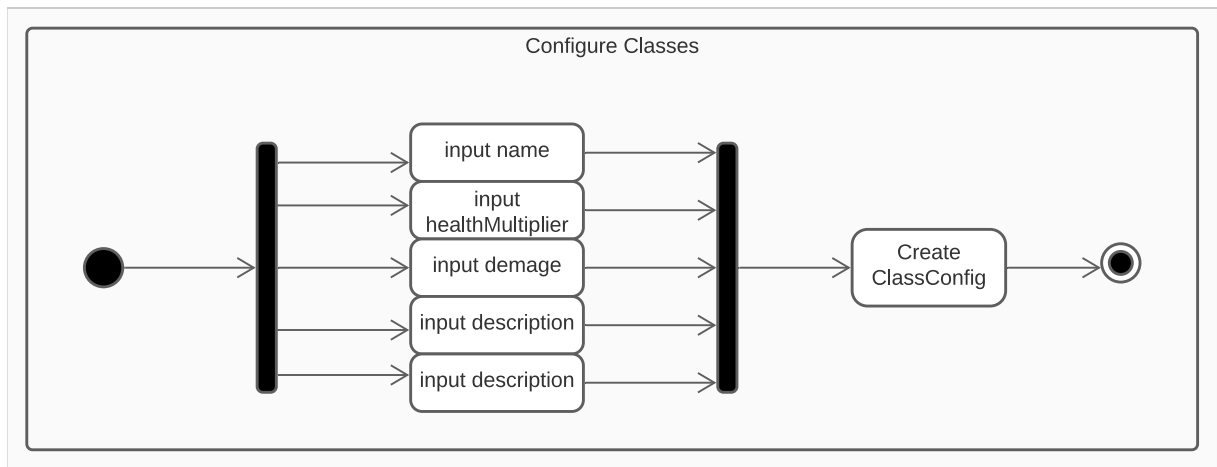 Configure Classes
input name
input
healthMultiplier
input demage
input description
input description
Create
ClassConfig